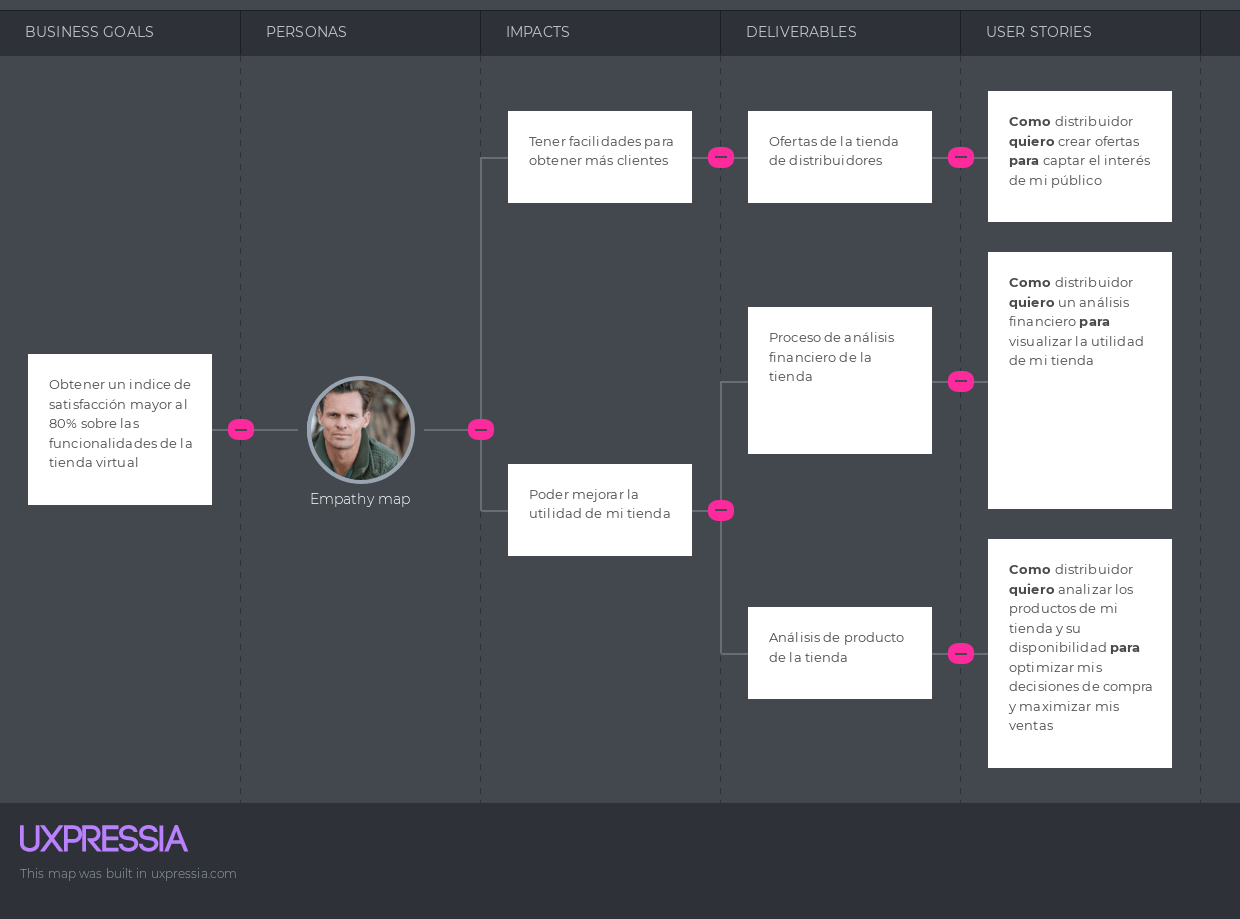 BUSINESS GOALS
PERSONAS
IMPACTS
DELIVERABLES
USER STORIES
Obtener un indice de
satisfacción mayor al
80% sobre las
funcionalidades de la
tienda virtual
Empathy map
Tener facilidades para
obtener más clientes
Poder mejorar la
utilidad de mi tienda
Ofertas de la tienda
de distribuidores
Proceso de análisis
financiero de la
tienda
Análisis de producto
de la tienda
Como distribuidor
quiero crear ofertas
para captar el interés
de mi público
Como distribuidor
quiero un análisis
financiero para
visualizar la utilidad
de mi tienda
Como distribuidor
quiero analizar los
productos de mi
tienda y su
disponibilidad para
optimizar mis
decisiones de compra
y maximizar mis
ventas
UXPRESSIA
This map was built in uxpressia.com